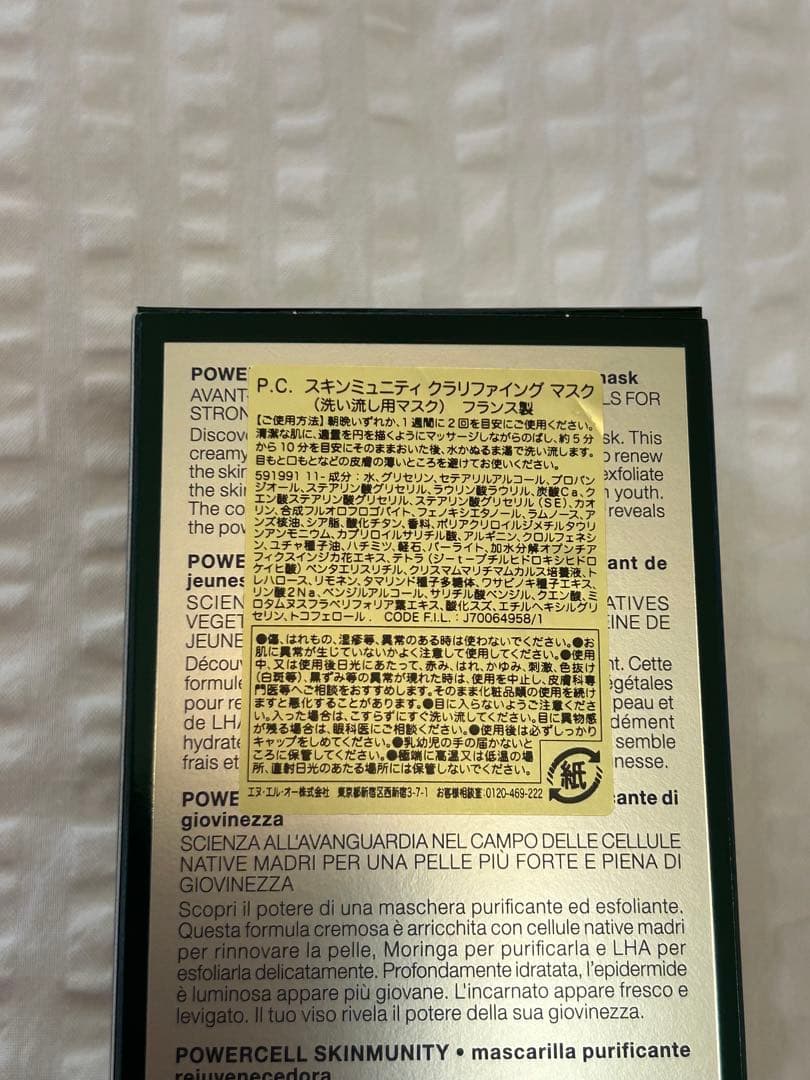 POWE
mask
AVANT-
LS FOR
STRON
Discov
sk. This
creamy
o renew
the skin
exfoliate
the ski
n youth.
The co
reveals
the pow
P.C. スキンミュニティ クラリファイング マスク
(洗い流し用マスク) フランス製
【ご使用方法】朝晩いずれか、1週間に2回を目安にご使用ください。
清潔な肌に、適量を円を描くようにマッサージしながらのばし、約5分
から10分を目安にそのままおいた後、水かぬるま湯で洗い流します。
目もと口もとなどの皮膚の薄いところを避けてお使いください。
591991 11- 成分：水、グリセリン、セテアリルアルコール、プロパン
ジオール、ステアリン酸グリセリル、ラウリン酸ラウリル、炭酸Ca、ク
エン酸ステアリン酸グリセリル、ステアリン酸グリセリル（SE）、カオ
リン、合成フルオロフロゴパイト、フェノキシエタノール、ラムノース、ア
ンズ核油、シア脂、酸化チタン、香料、ポリアクリロイルジメチルタウリ
ンアンモニウム、カプリロイルサリチル酸、アルギニン、クロルフェネシ
ン、ユチャ種子油、ハチミツ、軽石、パーライト、加水分解オプンチア
フィクスインジカ花エキス、テトラ（ジ－ｔ－ブチルヒドロキシヒドロ
ケイヒ酸）ペンタエリスリチル、クリスマムマリチマムカルス培養液、ト
レハロース、リモネン、タマリンド種子多糖体、ワサビノキ種子エキス、
リン酸2Na、ベンジルアルコール、サリチル酸ベンジル、クエン酸、ミ
ロタムヌスフラベリフォリア葉エキス、酸化スズ、エチルヘキシルグリ
セリン、トコフェロール. CODE F.I.L.：J70064958/1
●傷、はれもの、湿疹等、異常のある時は使わないでください。●お
肌に異常が生じていないかよく注意して使用してください。●使用
中、又は使用後日光にあたって、赤み、はれ、かゆみ、刺激、色抜け
(白斑等)、黒ずみ等の異常が現れた時は、使用を中止し、皮膚科専
門医等へご相談をおすすめします。そのまま化粧品類の使用を続け
ますと悪化することがあります。●目に入らないようご注意くださ
い。入った場合は、こすらずにすぐ洗い流してください。目に異物感
が残る場合は、眼科医にご相談ください。●使用後は必ずしっかり
キャップをしめてください。●乳幼児の手の届かないと
ころに保管してください。●極端に高温又は低温の場
所、直射日光のあたる場所には保管しないでください。
紙
エヌ・エル・オー株式会社 東京都新宿区西新宿3-7-1 お客様相談室：0120-469-222
POWE
ant de
jeunes
SCIEN
ATIVES
VEGET
EINE DE
JEUNE
Découv
nt. Cette
formule
égétales
pour re
peau et
de LHA
dément
hydraté
semble
frais et
nesse.
POWE
cante di
giovinezza
SCIENZA ALL'AVANGUARDIA NEL CAMPO DELLE CELLULE
NATIVE MADRI PER UNA PELLE PIÙ FORTE E PIENA DI
GIOVINEZZA
Scopri il potere di una maschera purificante ed esfoliante.
Questa formula cremosa è arricchita con cellule native madri
per rinnovare la pelle, Moringa per purificarla e LHA per
esfoliarla delicatamente. Profondamente idratata, l'epidermide
è luminosa appare più giovane. L'incarnato appare fresco e
levigato. Il tuo viso rivela il potere della sua giovinezza.
POWERCELL SKINMUNITY • mascarilla purificante
rejuvenecedora